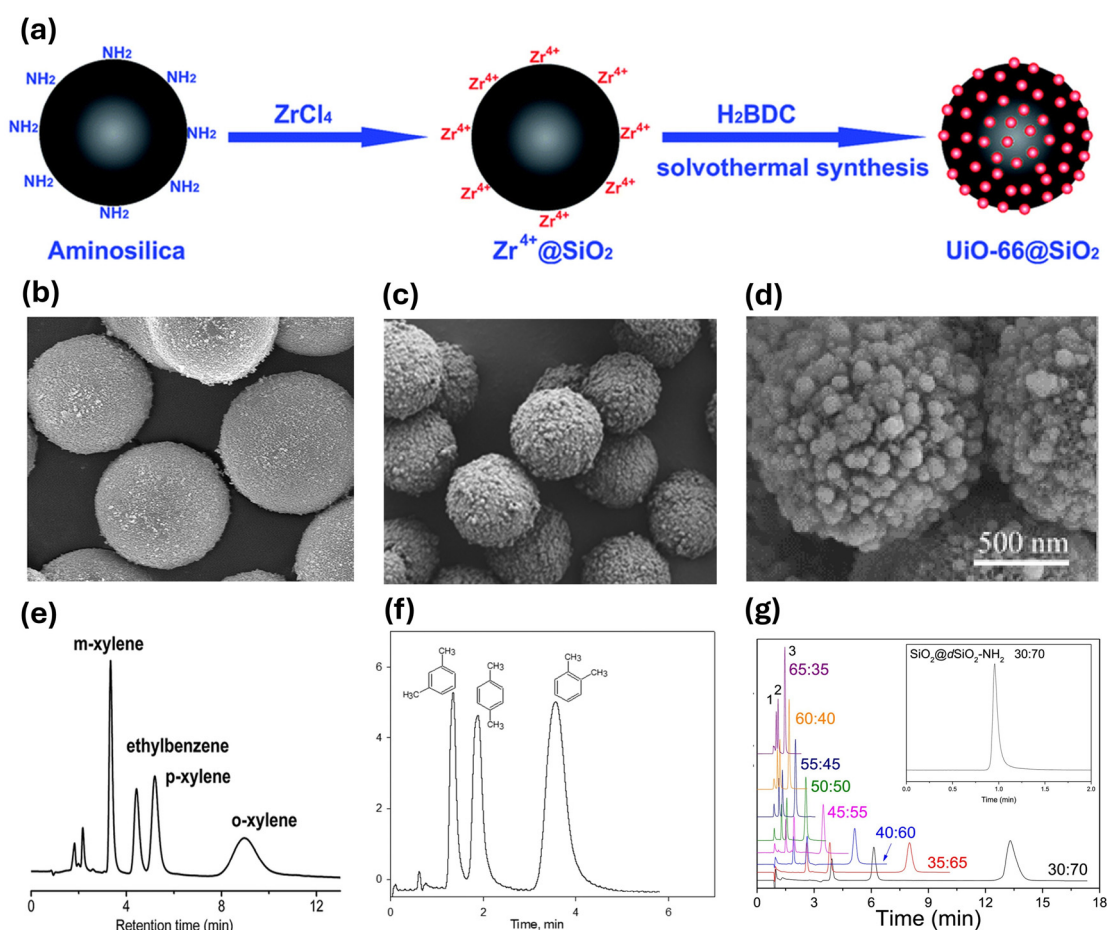 (a)
NH2
NH2
NH2
NH2
NH2
NH2
NH2
NH2
Aminosilica
ZrCl4
Zr4+
Zr4+
Zr4+
Zr4+
Zr4+
Zr4+
Zr4+
Zr4+
Zr4+@SiO2
H2BDC
solvothermal synthesis
UiO-66@SiO2
(b)
(c)
(d)
500 nm
(e)
m-xylene
ethylbenzene
p-xylene
o-xylene
0
4
8
12
Retention time (min)
(f)
6
4
2
0
CH3
H3C
CH3
CH3
CH3
CH3
0
2
4
6
Time, min
(g)
1
2
3
65:35
60:40
55:45
50:50
45:55
40:60
35:65
30:70
SiO2@dSiO2-NH2 30:70
0.0
0.5
1.0
1.5
2.0
Time (min)
0
3
6
9
12
15
18
Time (min)